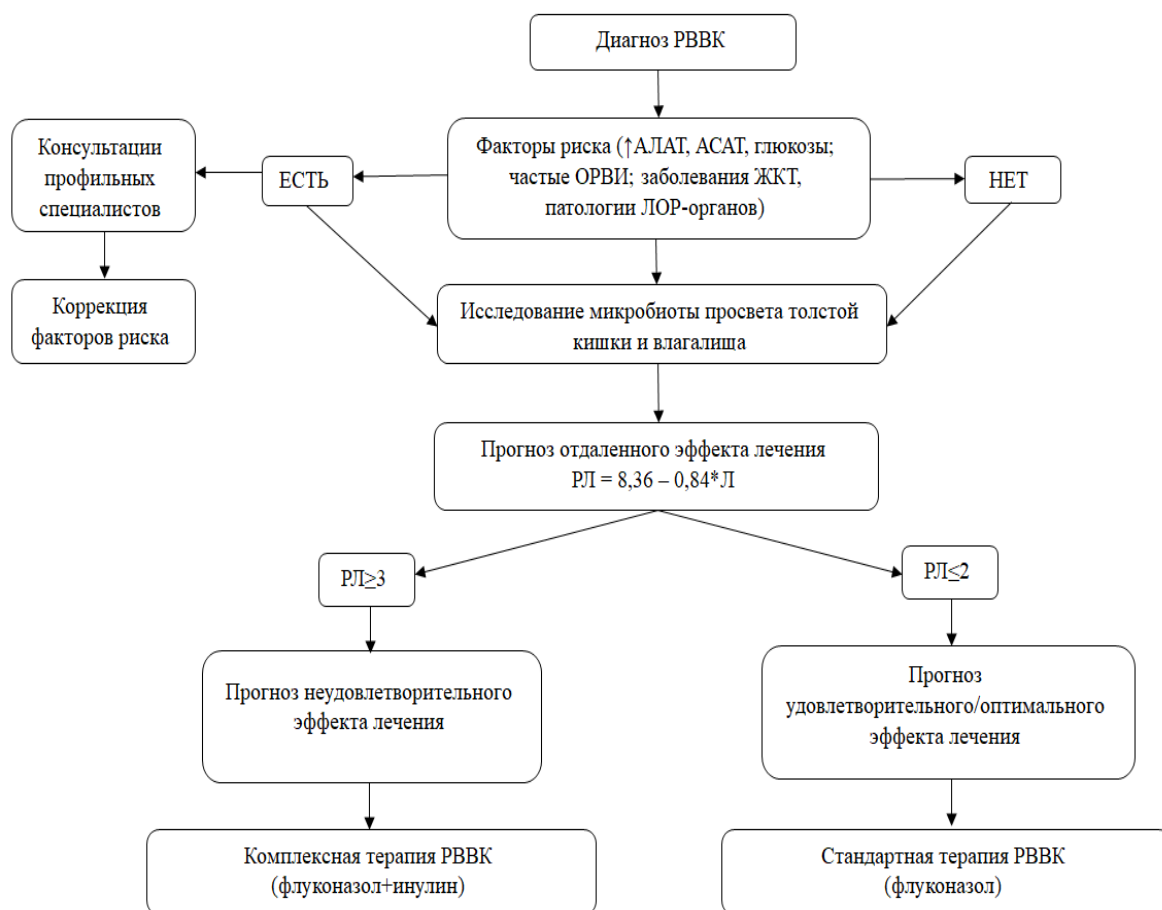 Диагноз РВВК
Консультации
профильных
специалистов
ЕСТЬ
Факторы риска (↑АЛАТ, АСАТ, глюкозы;
частые ОРВИ; заболевания ЖКТ,
патологии ЛОР-органов)
НЕТ
Коррекция
факторов риска
Исследование микробиоты просвета толстой
кишки и влагалища
Прогноз отдаленного эффекта лечения
РЛ = 8,36 – 0,84*Л
РЛ≥3
РЛ≤2
Прогноз неудовлетворительного
эффекта лечения
Прогноз
удовлетворительного/оптимального
эффекта лечения
Комплексная терапия РВВК
(флуконазол+инулин)
Стандартная терапия РВВК
(флуконазол)